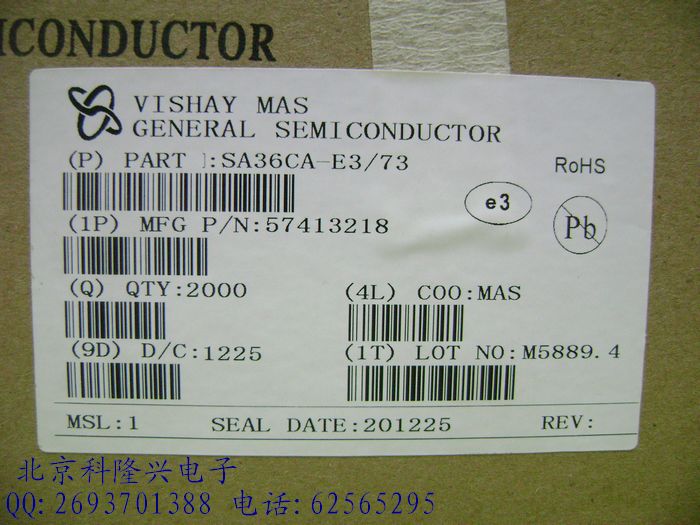 ICONDUCTOR
VISHAY MAS
GENERAL SEMICONDUCTOR
(P) PART :SA36CA-E3/73
RoHS
e3
(1P) MFG P/N:57413218
Pb
(Q) QTY:2000
(4L) COO:MAS
(9D) D/C:1225
(1T) LOT NO:M5889.4
MSL:1 SEAL DATE:201225 REV:
北京科隆兴电子
QQ:2693701388 电话:62565295